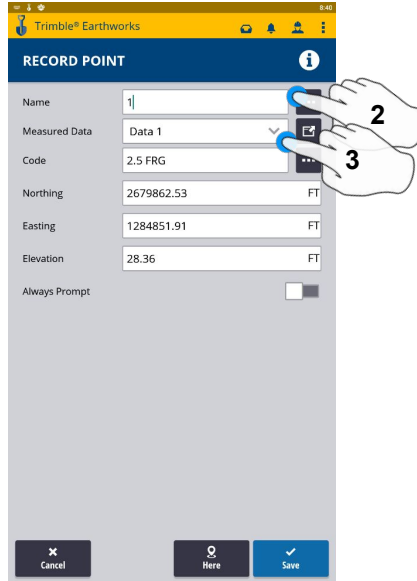 8:40
Trimble® Earthworks
RECORD POINT
Name 1
2
Measured Data Data 1
3
Code 2.5 FRG
Northing 2679862.53 FT
Easting 1284851.91 FT
Elevation 28.36 FT
Always Prompt
Cancel Here Save